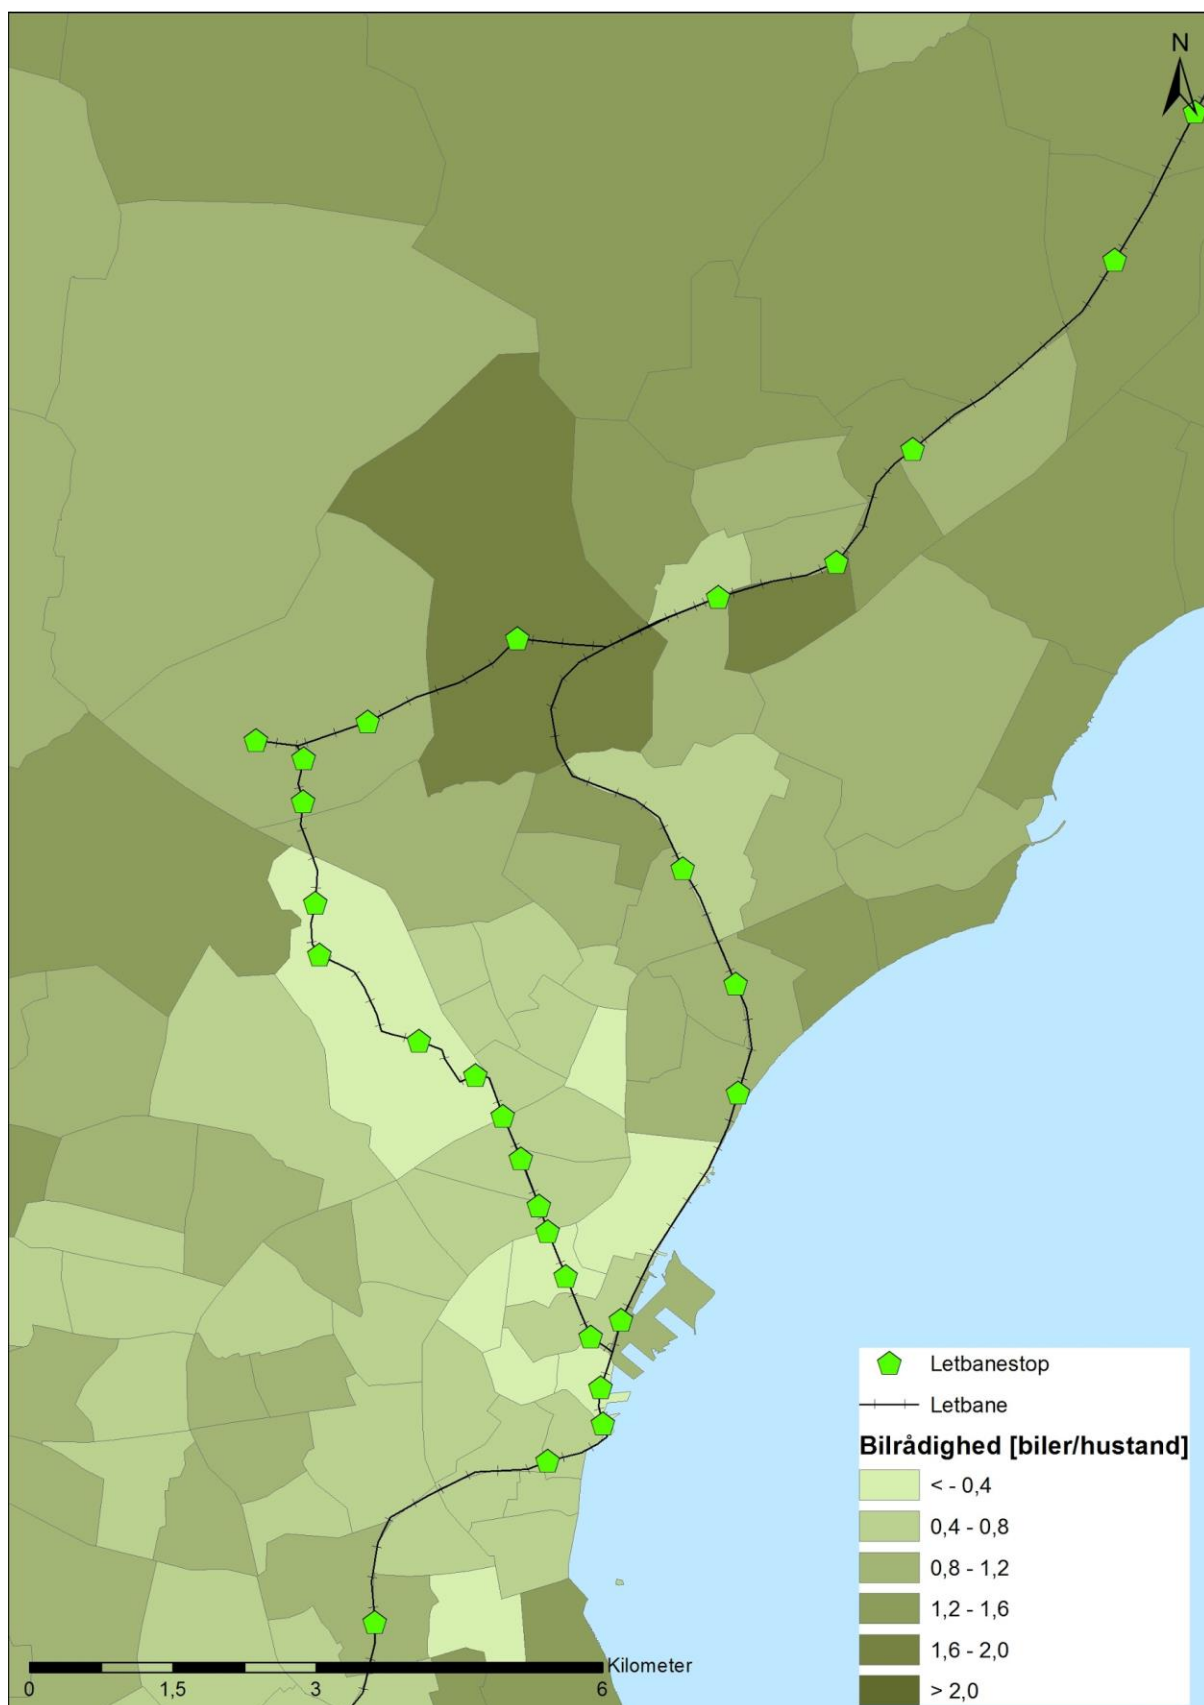 N
Letbanestop
Letbane
Bilrådighed [biler/hustand]
< - 0,4
0,4 - 0,8
0,8 - 1,2
1,2 - 1,6
1,6 - 2,0
> 2,0
Kilometer
0 1,5 3 6